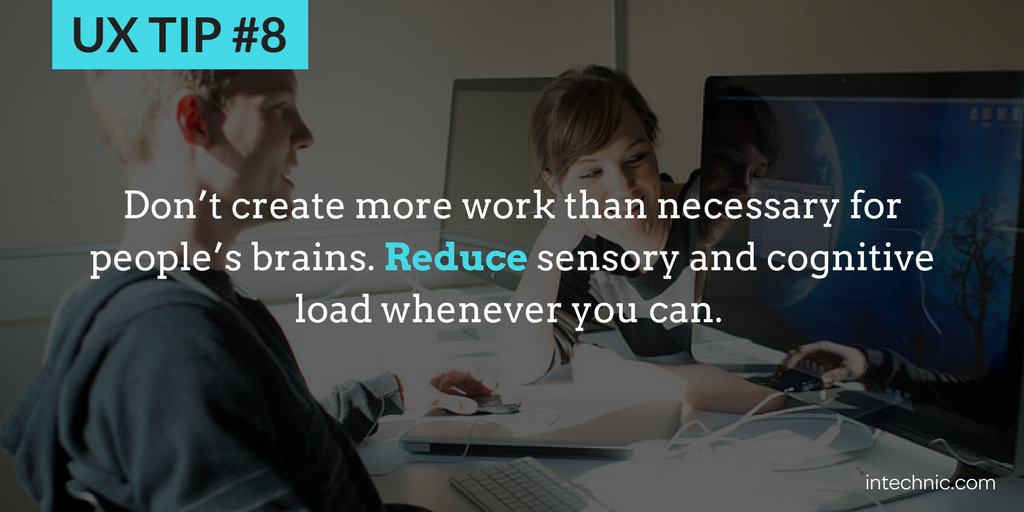 UX TIP #8
Don’t create more work than necessary for
people’s brains. Reduce sensory and cognitive
load whenever you can.
intechnic.com